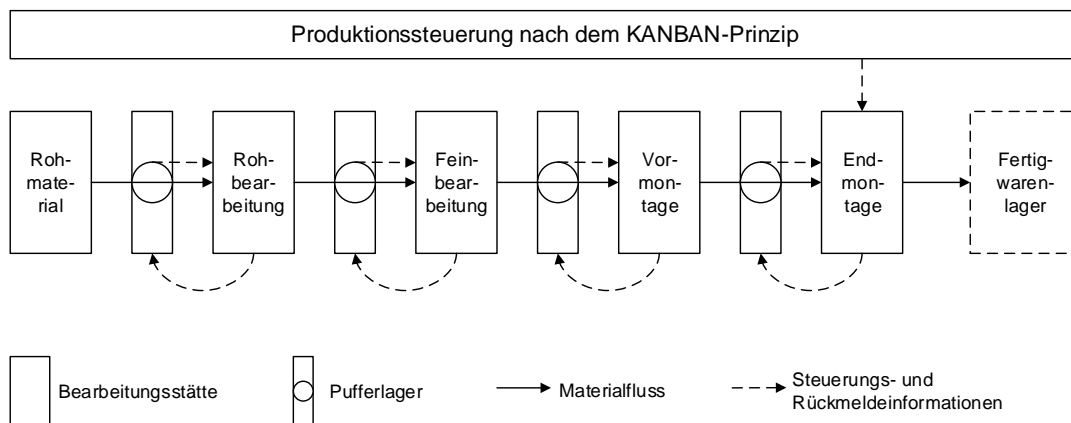 Produktionssteuerung nach dem KANBAN-Prinzip
Roh-
mate-
rial
Roh-
bear-
beitung
Fein-
bear-
beitung
Vor-
mon-
tage
End-
mon-
tage
Fertig-
waren-
lager
Bearbeitungsstätte
Pufferlager
Materialfluss
Steuerungs- und
Rückmeldeinformationen